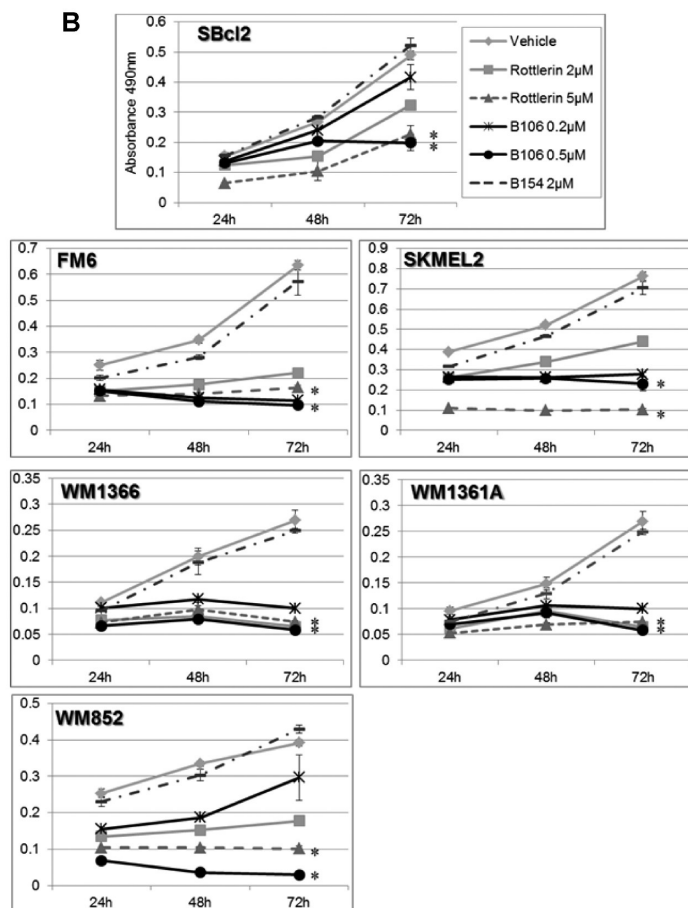 B
SBcl2
Absorbance 490nm
0.6
0.5
0.4
0.3
0.2
0.1
0
24h 48h 72h
*
*
Vehicle
Rottlerin 2µM
Rottlerin 5µM
B106 0.2µM
B106 0.5µM
B154 2µM
FM6
0.7
0.6
0.5
0.4
0.3
0.2
0.1
0
24h 48h 72h
*
*
SKMEL2
0.9
0.8
0.7
0.6
0.5
0.4
0.3
0.2
0.1
0
24h 48h 72h
*
*
WM1366
0.35
0.3
0.25
0.2
0.15
0.1
0.05
0
24h 48h 72h
*
*
WM1361A
0.35
0.3
0.25
0.2
0.15
0.1
0.05
0
24h 48h 72h
*
*
WM852
0.5
0.4
0.3
0.2
0.1
0
24h 48h 72h
*
*